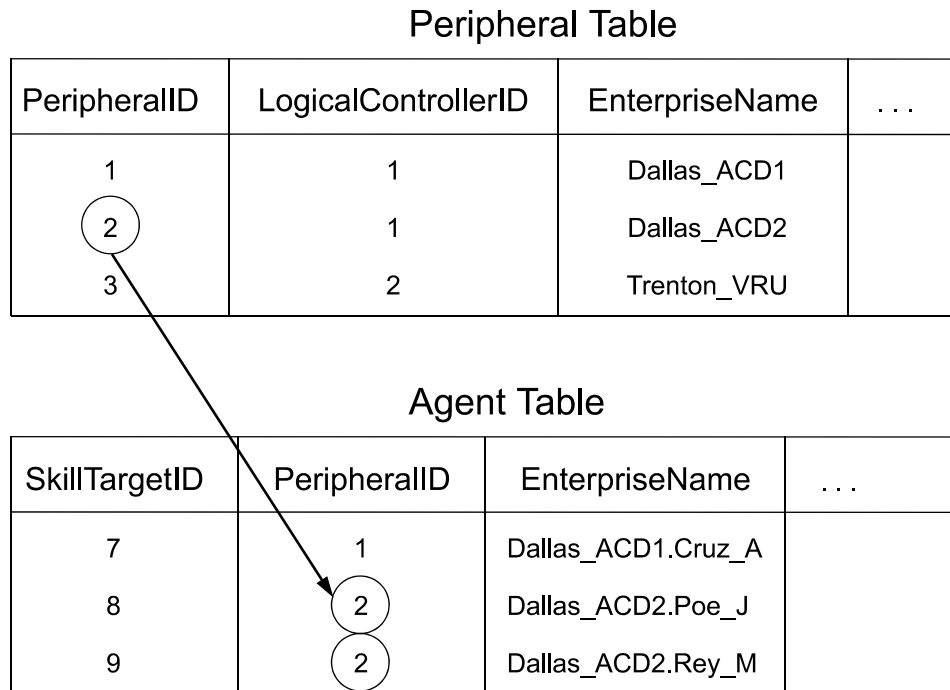 Peripheral Table
PeripheralID LogicalControllerID EnterpriseName . . .
1 1 Dallas_ACD1
2 1 Dallas_ACD2
3 2 Trenton_VRU
Agent Table
SkillTargetID PeripheralID EnterpriseName . . .
7 1 Dallas_ACD1.Cruz_A
8 2 Dallas_ACD2.Poe_J
9 2 Dallas_ACD2.Rey_M